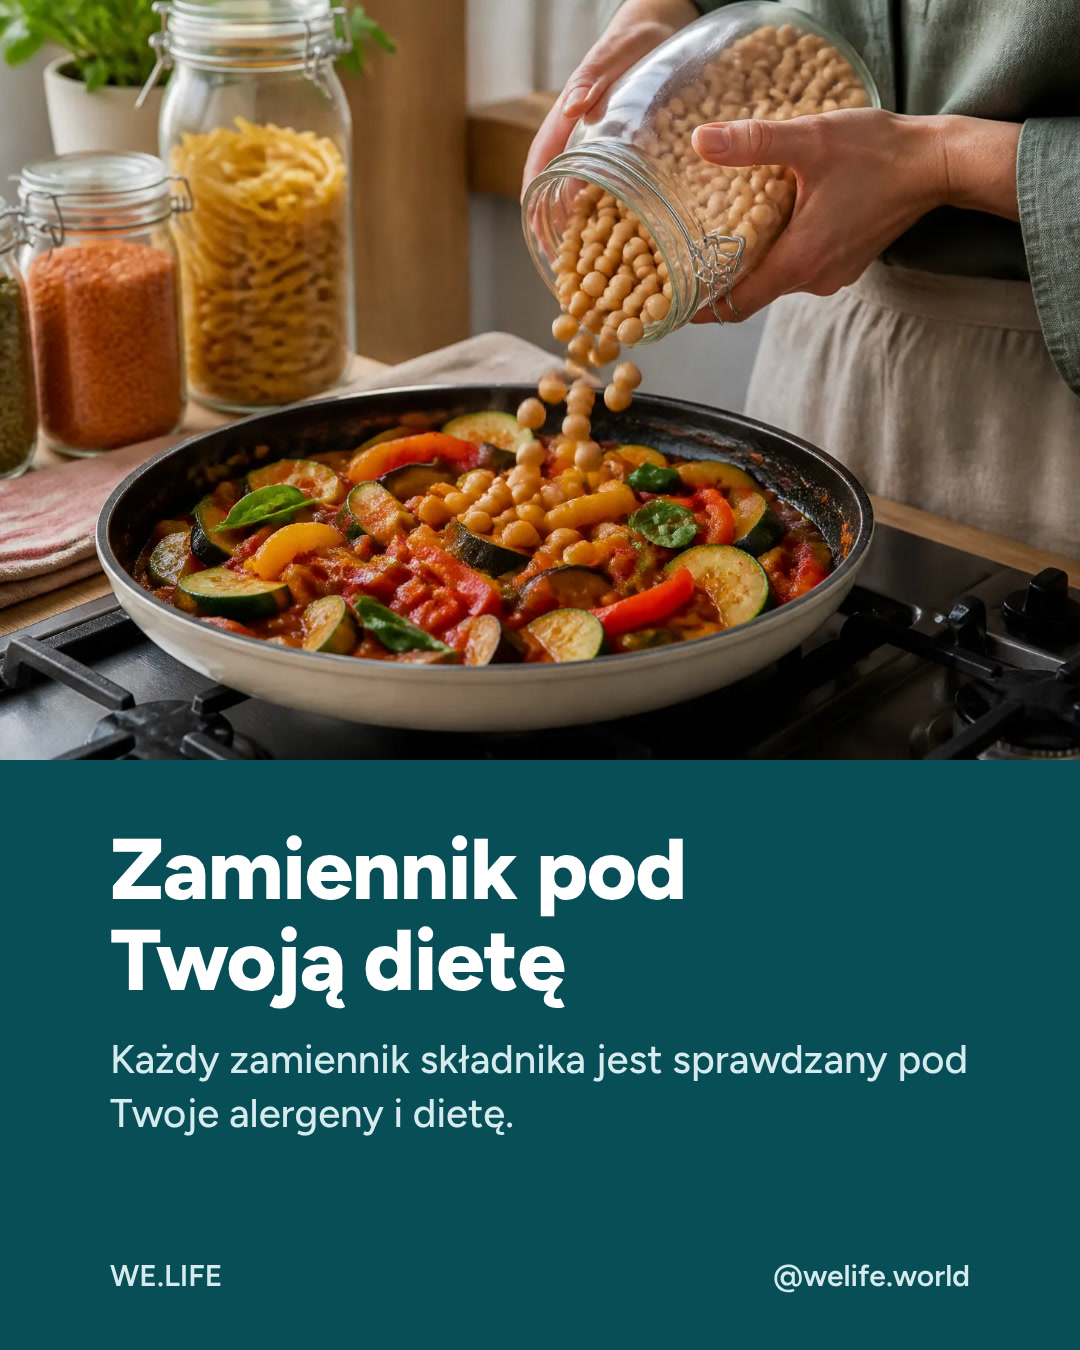 Zamiennik pod
Twoją dietę
Każdy zamiennik składnika jest sprawdzany pod
Twoje alergeny i dietę.
WE.LIFE
@welife.world